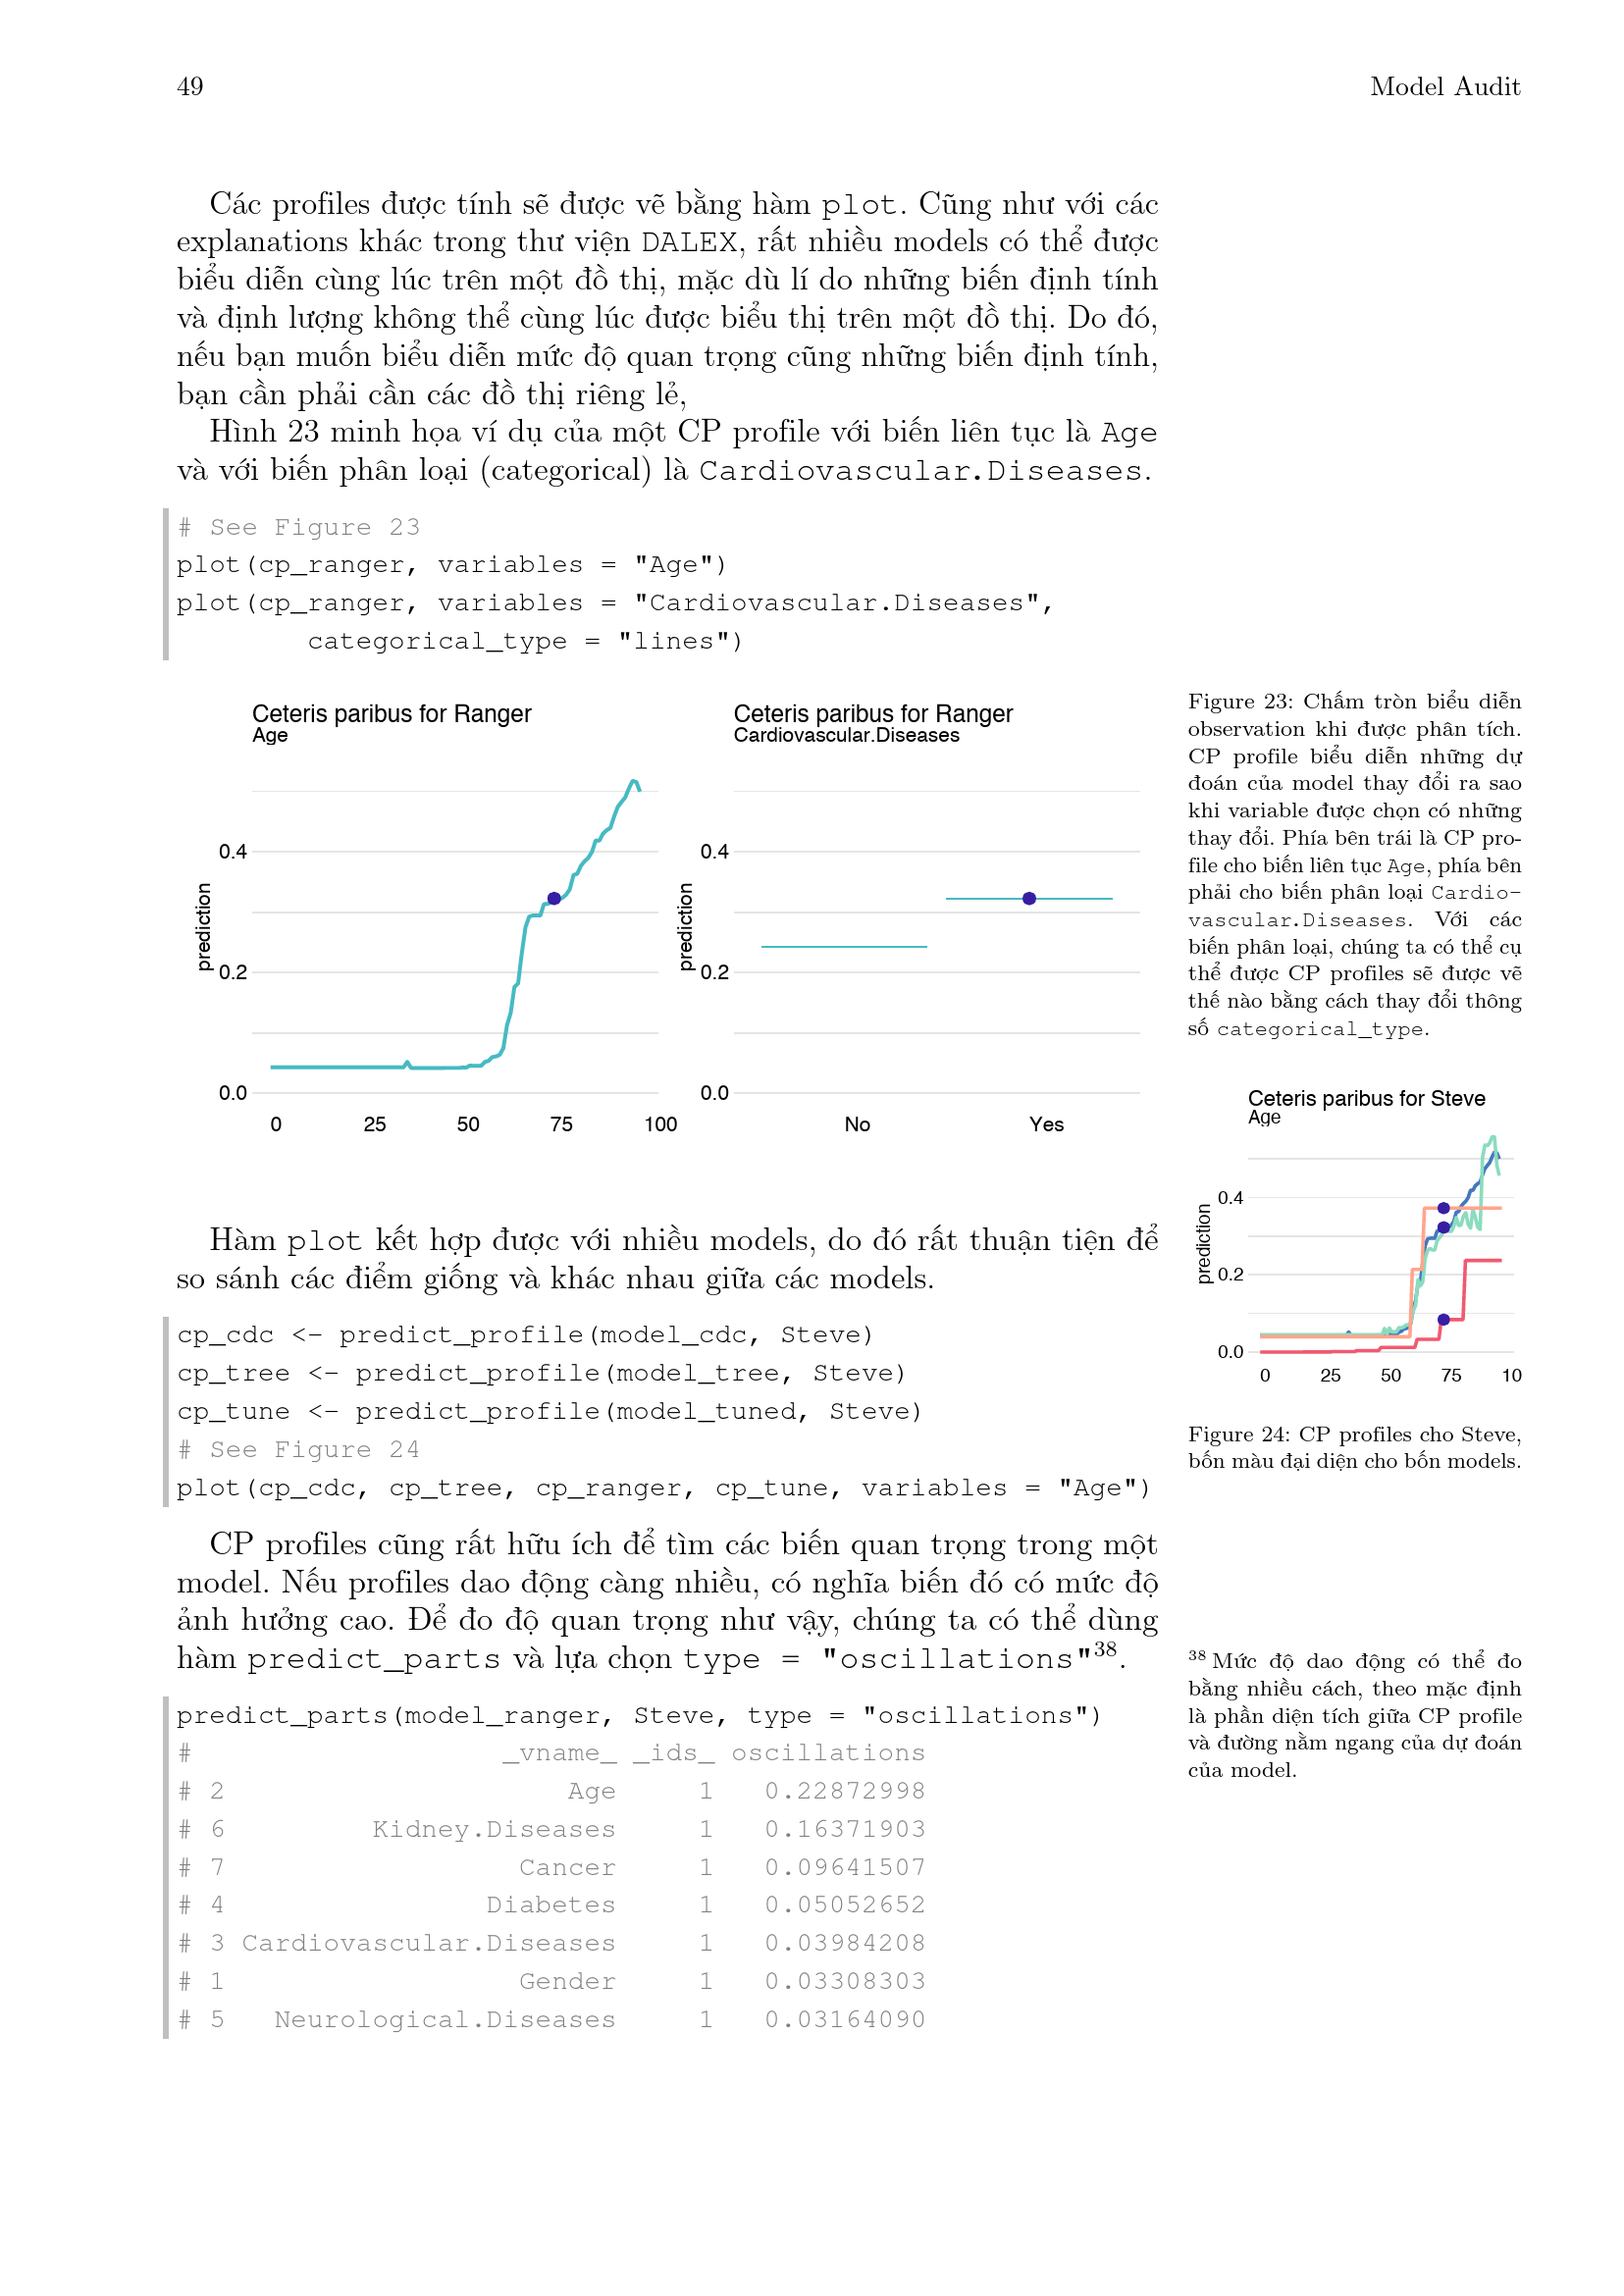 49
Model Audit
Các profiles được tính sẽ được vẽ bằng hàm plot. Cũng như với các
explanations khác trong thư viện DALEX, rất nhiều models có thể được
biểu diễn cùng lúc trên một đồ thị, mặc dù lí do những biến định tính
và định lượng không thể cùng lúc được biểu thị trên một đồ thị. Do đó,
nếu bạn muốn biểu diễn mức độ quan trọng cũng những biến định tính,
bạn cần phải cần các đồ thị riêng lẻ,
Hình 23 minh họa ví dụ của một CP profile với biến liên tục là Age
và với biến phân loại (categorical) là Cardiovascular.Diseases.
# See Figure 23
plot(cp_ranger, variables = "Age")
plot(cp_ranger, variables = "Cardiovascular.Diseases",
        categorical_type = "lines")
Ceteris paribus for Ranger
Age
prediction
0.4
0.2
0.0
0 25 50 75 100
Ceteris paribus for Ranger
Cardiovascular.Diseases
prediction
0.4
0.2
0.0
No Yes
Figure 23: Chấm tròn biểu diễn
observation khi được phân tích.
CP profile biểu diễn những dự
đoán của model thay đổi ra sao
khi variable được chọn có những
thay đổi. Phía bên trái là CP pro-
file cho biến liên tục Age, phía bên
phải cho biến phân loại Cardio-
vascular.Diseases. Với các
biến phân loại, chúng ta có thể cụ
thể được CP profiles sẽ được vẽ
thế nào bằng cách thay đổi thông
số categorical_type.
Ceteris paribus for Steve
Age
prediction
0.4
0.2
0.0
0 25 50 75 10
Figure 24: CP profiles cho Steve,
bốn màu đại diện cho bốn models.
Hàm plot kết hợp được với nhiều models, do đó rất thuận tiện để
so sánh các điểm giống và khác nhau giữa các models.
cp_cdc <- predict_profile(model_cdc, Steve)
cp_tree <- predict_profile(model_tree, Steve)
cp_tune <- predict_profile(model_tuned, Steve)
# See Figure 24
plot(cp_cdc, cp_tree, cp_ranger, cp_tune, variables = "Age")
CP profiles cũng rất hữu ích để tìm các biến quan trọng trong một
model. Nếu profiles dao động càng nhiều, có nghĩa biến đó có mức độ
ảnh hưởng cao. Để đo độ quan trọng như vậy, chúng ta có thể dùng
hàm predict_parts và lựa chọn type = "oscillations"³⁸.
³⁸ Mức độ dao động có thể đo
bằng nhiều cách, theo mặc định
là phần diện tích giữa CP profile
và đường nằm ngang của dự đoán
của model.
predict_parts(model_ranger, Steve, type = "oscillations")
#                   _vname_ _ids_ oscillations
# 2                     Age     1   0.22872998
# 6         Kidney.Diseases     1   0.16371903
# 7                  Cancer     1   0.09641507
# 4                Diabetes     1   0.05052652
# 3 Cardiovascular.Diseases     1   0.03984208
# 1                  Gender     1   0.03308303
# 5   Neurological.Diseases     1   0.03164090